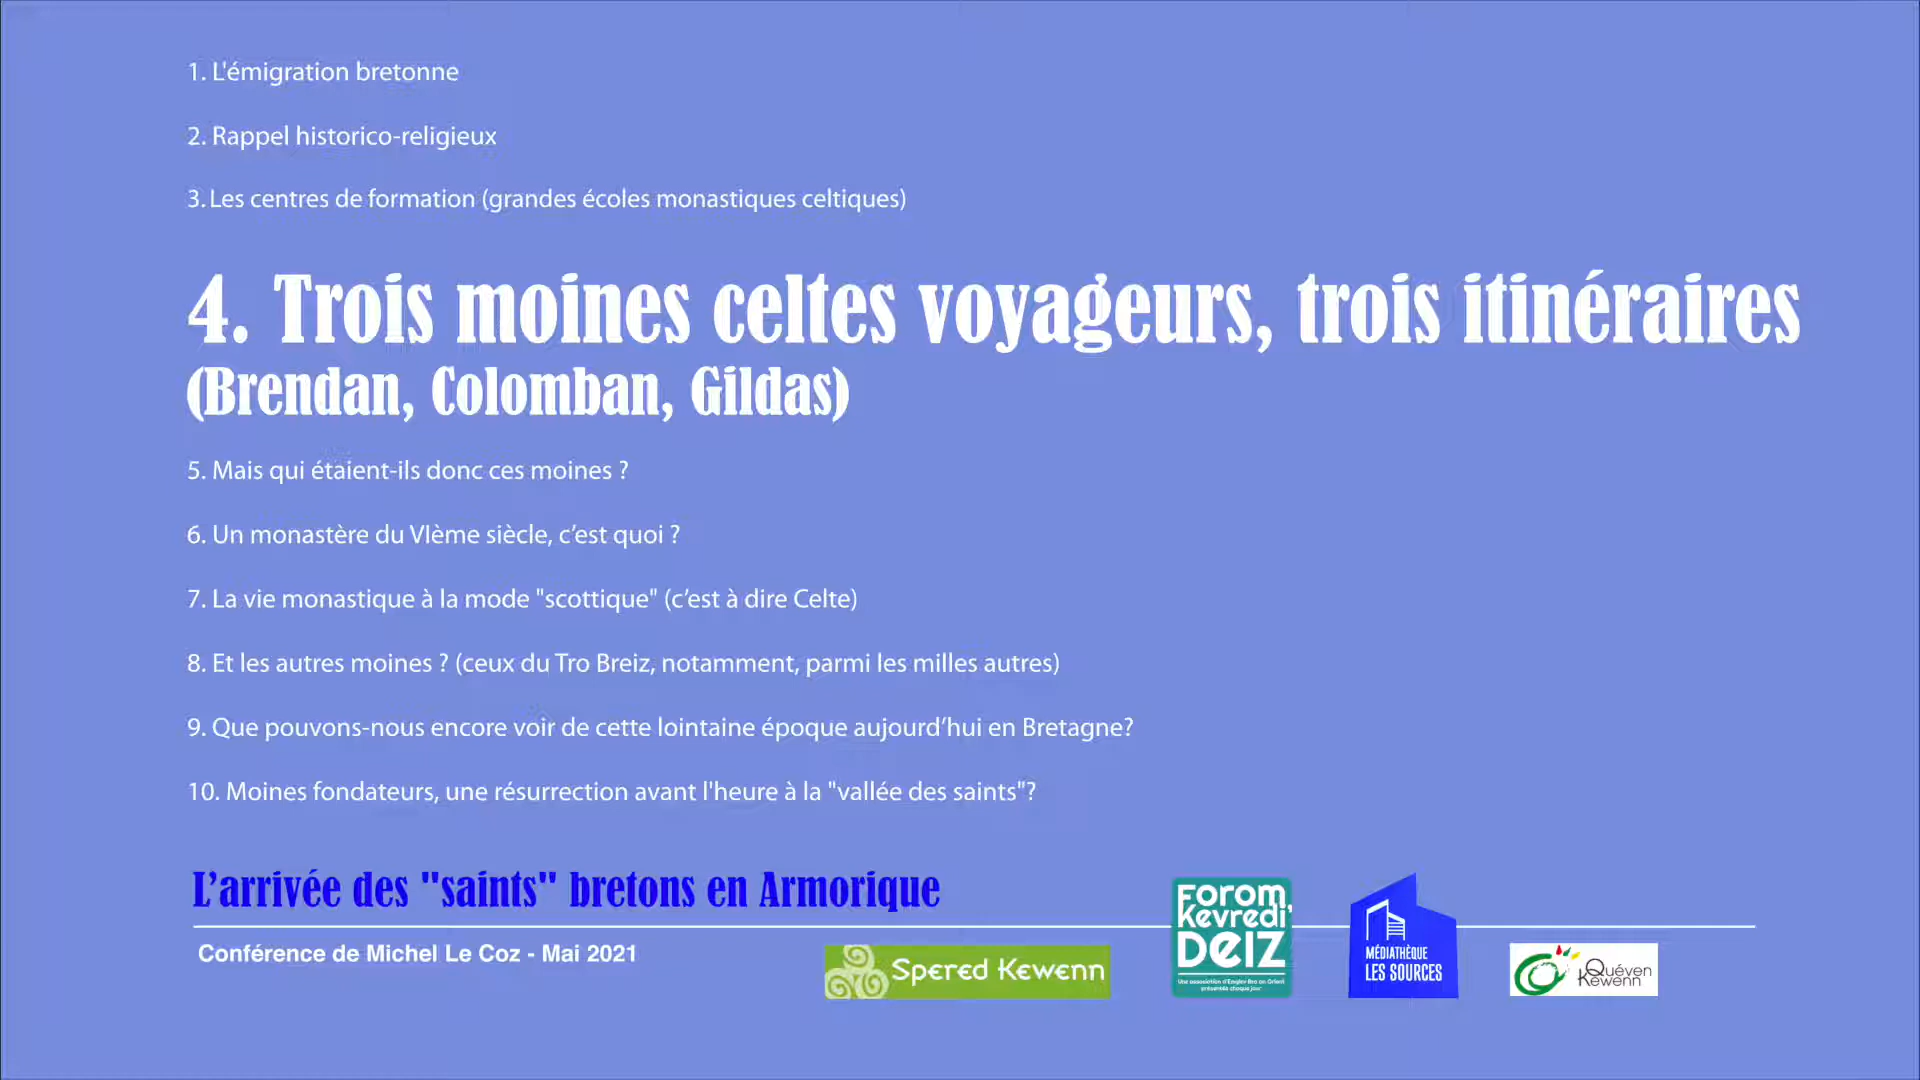 1. L'émigration bretonne
2. Rappel historico-religieux
3. Les centres de formation (grandes écoles monastiques celtiques)
4. Trois moines celtes voyageurs, trois itinéraires
(Brendan, Colomban, Gildas)
5. Mais qui étaient-ils donc ces moines ?
6. Un monastère du VIème siècle, c’est quoi ?
7. La vie monastique à la mode "scottique" (c’est à dire Celte)
8. Et les autres moines ? (ceux du Tro Breiz, notamment, parmi les milles autres)
9. Que pouvons-nous encore voir de cette lointaine époque aujourd’hui en Bretagne?
10. Moines fondateurs, une résurrection avant l'heure à la "vallée des saints"?
L’arrivée des "saints" bretons en Armorique
Conférence de Michel Le Coz - Mai 2021
Spered Kewenn
Forom,
Kevredi,
DeIZ
MÉDIATHÈQUE
LES SOURCES
Quéven
Kewenn